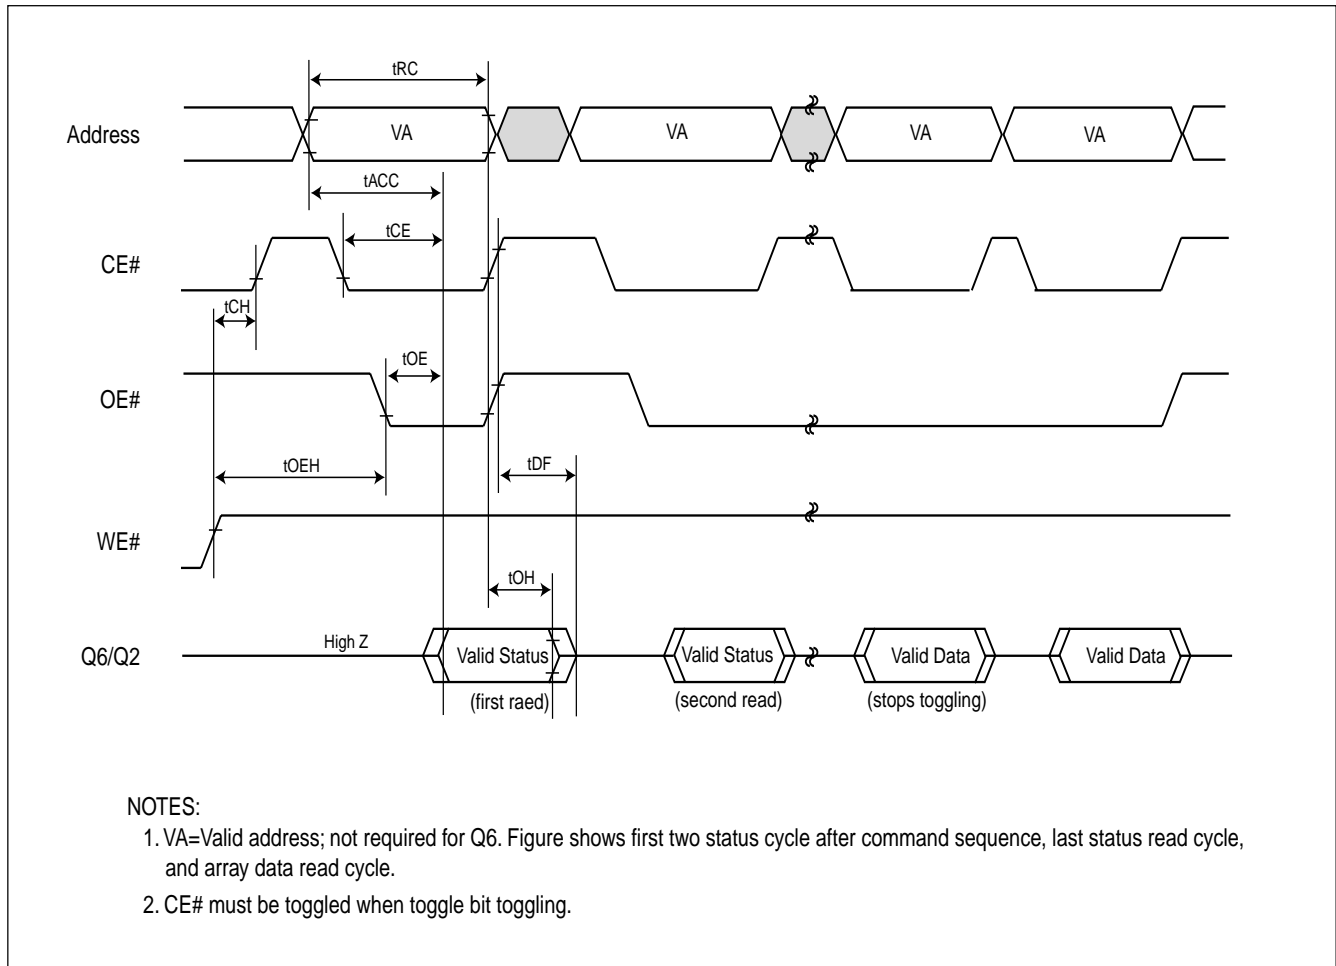 tRC
Address
VA
VA
VA
VA
tACC
tCE
CE#
tCH
tOE
OE#
tOEH
tDF
WE#
tOH
Q6/Q2
High Z
Valid Status
Valid Status
Valid Data
Valid Data
(first raed)
(second read)
(stops toggling)
NOTES:
1. VA=Valid address; not required for Q6. Figure shows first two status cycle after command sequence, last status read cycle,
and array data read cycle.
2. CE# must be toggled when toggle bit toggling.